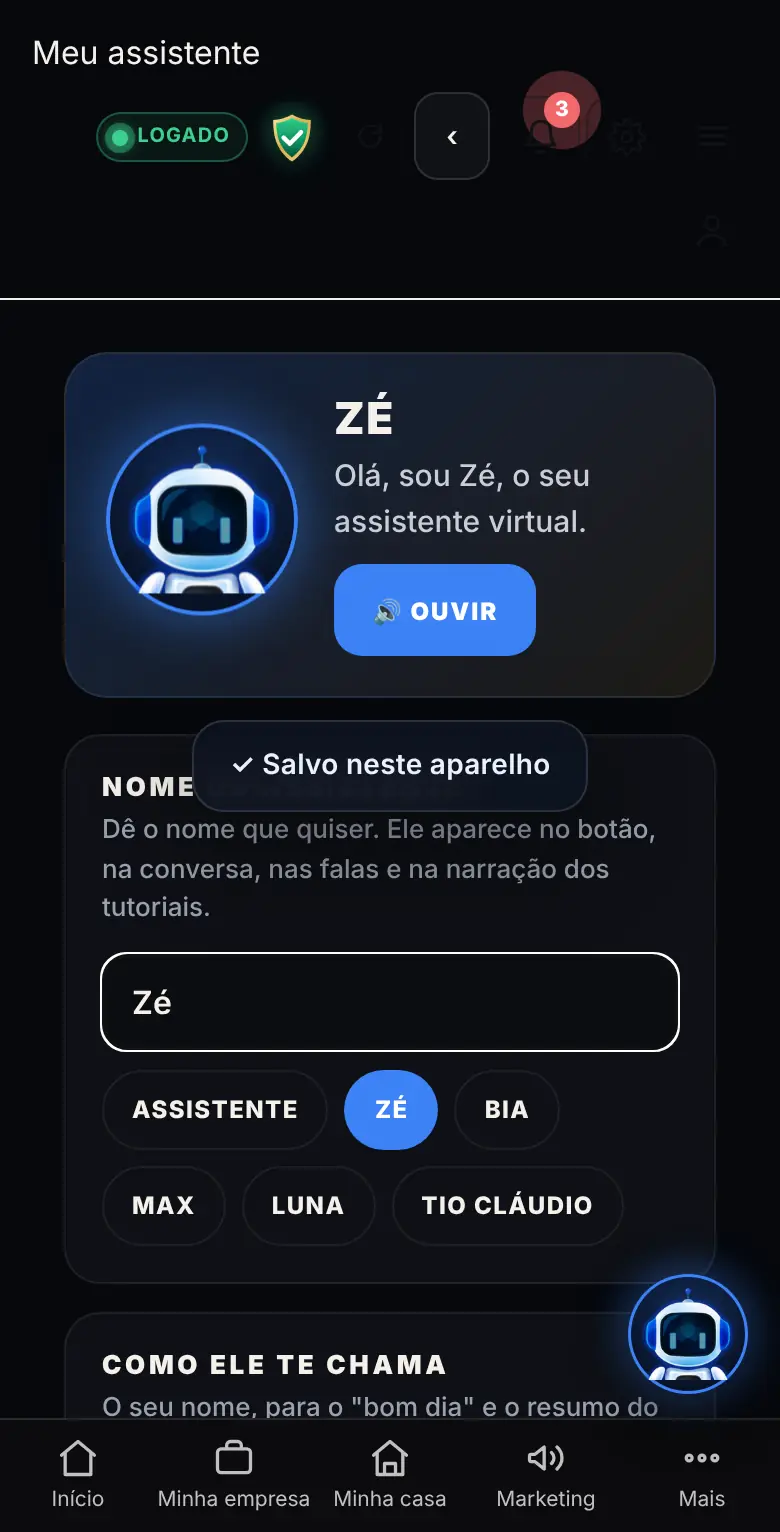 Meu assistente
LOGADO
‹
3
ZÉ
Olá, sou Zé, o seu
assistente virtual.
🔊 OUVIR
✓ Salvo neste aparelho
NOME
Dê o nome que quiser. Ele aparece no botão,
na conversa, nas falas e na narração dos
tutoriais.
Zé
ASSISTENTE
ZÉ
BIA
MAX
LUNA
TIO CLÁUDIO
COMO ELE TE CHAMA
O seu nome, para o "bom dia" e o resumo do
Início
Minha empresa
Minha casa
Marketing
Mais